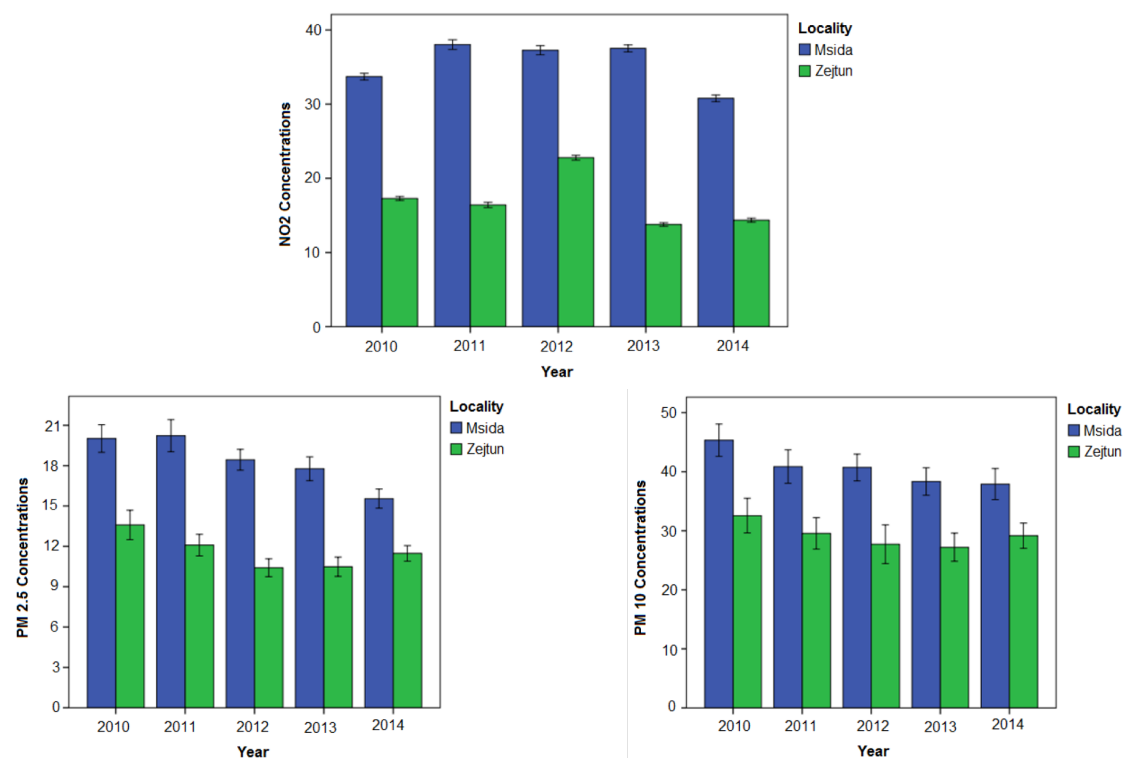 Locality
Msida
Zejtun
NO2 Concentrations
40
30
20
10
0
2010 2011 2012 2013 2014
Year
Locality
Msida
Zejtun
PM 2.5 Concentrations
21
18
15
12
9
6
3
0
2010 2011 2012 2013 2014
Year
Locality
Msida
Zejtun
PM 10 Concentrations
50
40
30
20
10
0
2010 2011 2012 2013 2014
Year